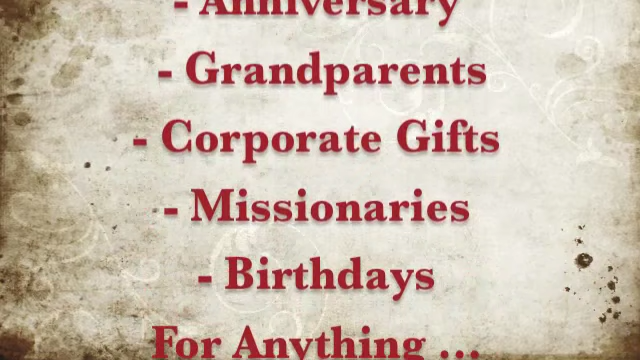 - Anniversary
- Grandparents
- Corporate Gifts
- Missionaries
- Birthdays
For Anything ...